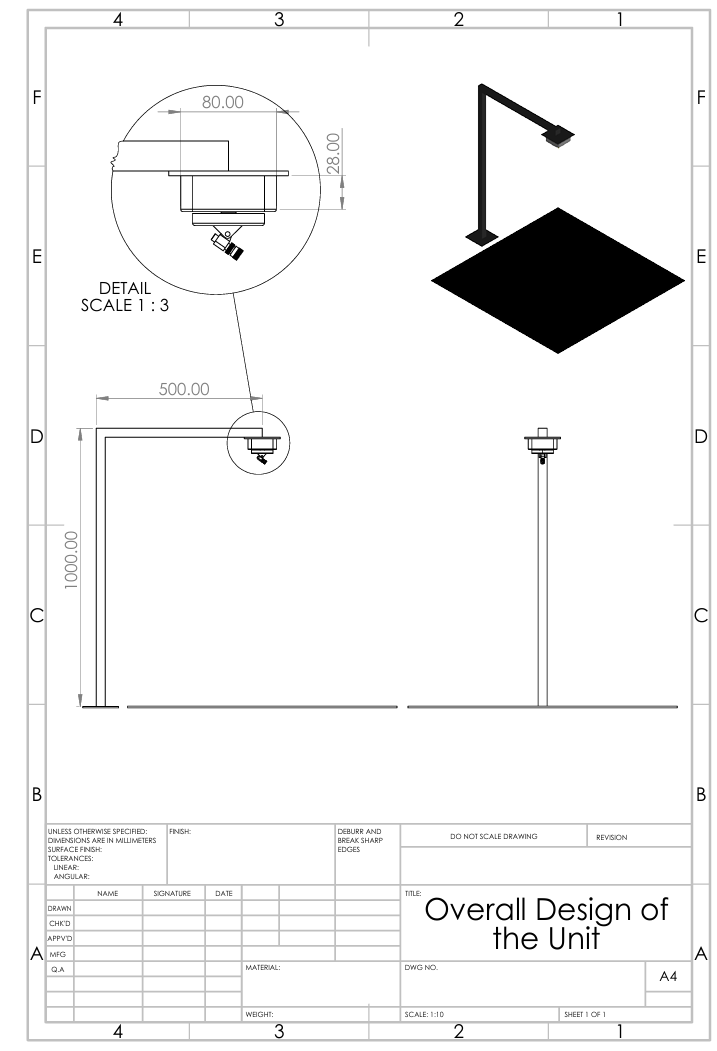 4 3 2 1
F F
80.00
28.00
E E
DETAIL
SCALE 1 : 3
500.00
D D
1000.00
C C
B B
UNLESS OTHERWISE SPECIFIED:
DIMENSIONS ARE IN MILLIMETERS
SURFACE FINISH:
TOLERANCES:
LINEAR:
ANGULAR:
FINISH:
DEBURR AND
BREAK SHARP
EDGES
DO NOT SCALE DRAWING
REVISION
NAME SIGNATURE DATE
DRAWN
CHK'D
APPV'D
MFG
Q.A
TITLE:
Overall Design of
the Unit
A A
MATERIAL:
DWG NO.
A4
WEIGHT:
SCALE: 1:10
SHEET 1 OF 1
4 3 2 1